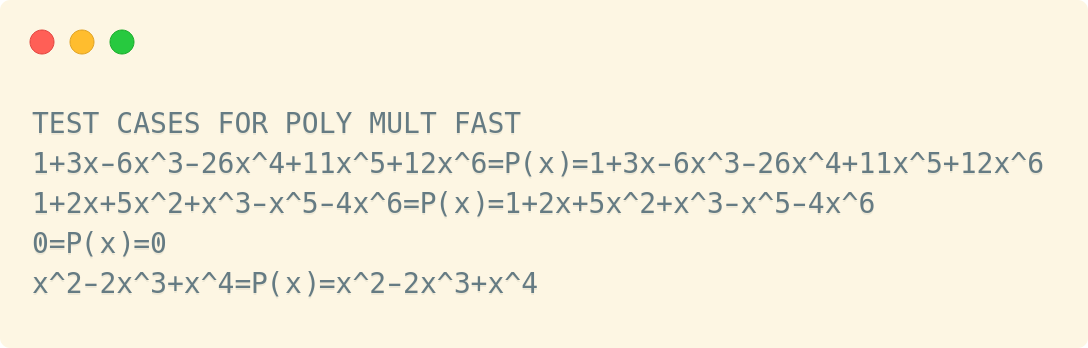 TEST CASES FOR POLY MULT FAST
1+3x-6x^3-26x^4+11x^5+12x^6=P(x)=1+3x-6x^3-26x^4+11x^5+12x^6
1+2x+5x^2+x^3-x^5-4x^6=P(x)=1+2x+5x^2+x^3-x^5-4x^6
0=P(x)=0
x^2-2x^3+x^4=P(x)=x^2-2x^3+x^4